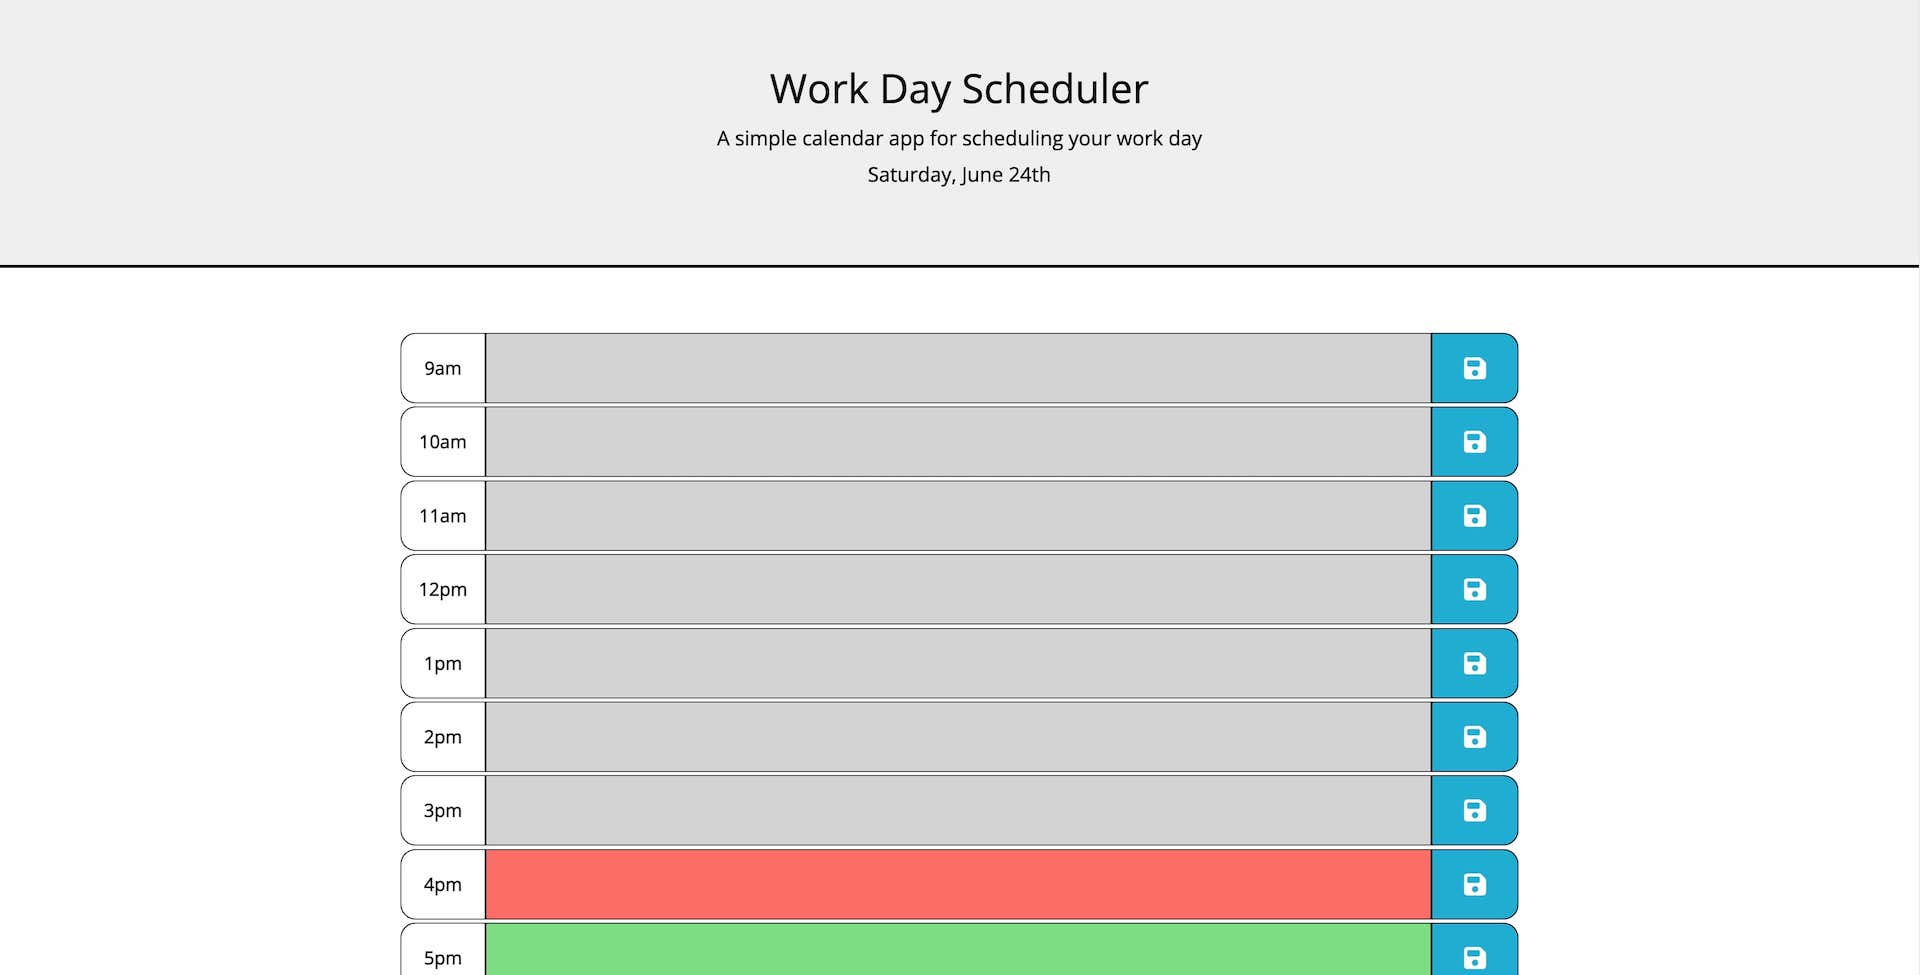 Work Day Scheduler
A simple calendar app for scheduling your work day
Saturday, June 24th
9am
10am
11am
12pm
1pm
2pm
3pm
4pm
5pm